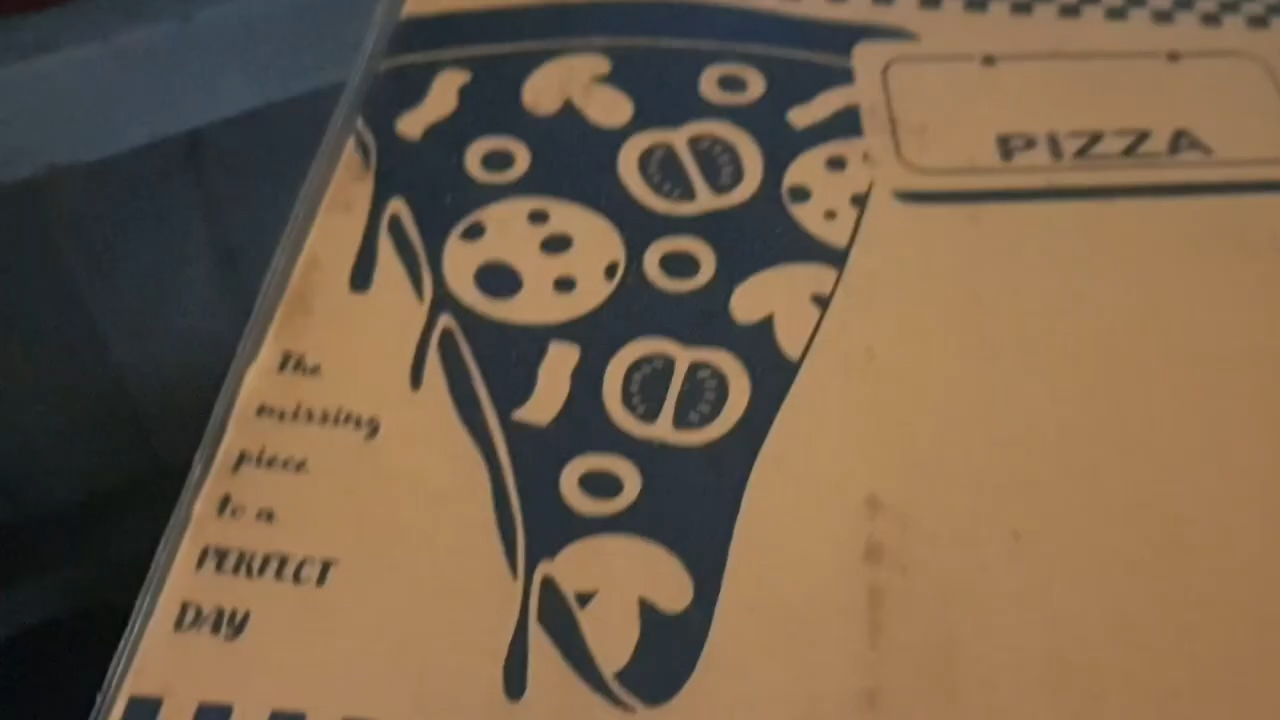 PIZZA
The
missing
piece
to a
PERFECT
DAY